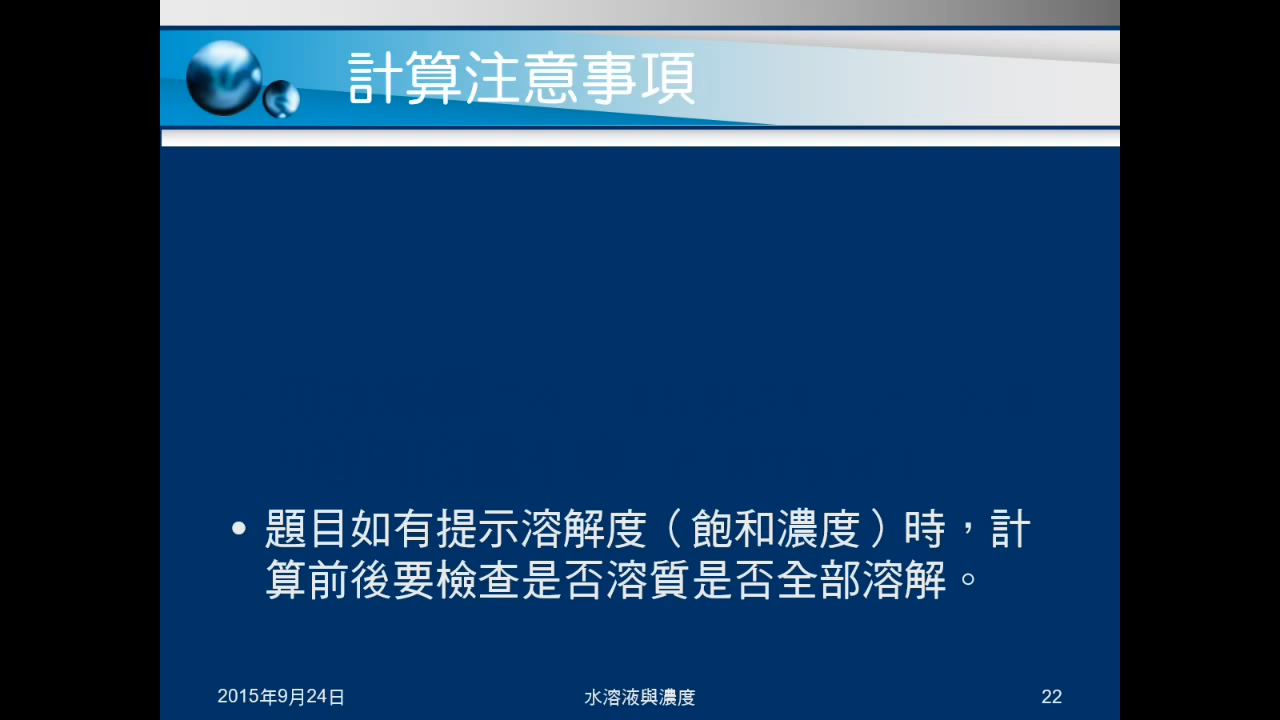 計算注意事項
• 題目如有提示溶解度（飽和濃度）時，計
算前後要檢查是否溶質是否全部溶解。
2015年9月24日
水溶液與濃度
22